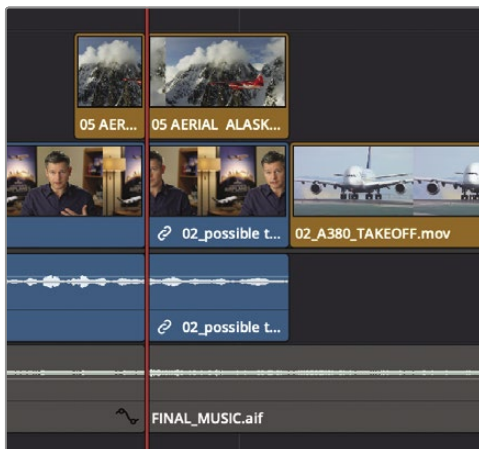 05 AER...
05 AERIAL ALASK...
02_possible t...
02_A380_TAKEOFF.mov
02_possible t...
FINAL_MUSIC.aif